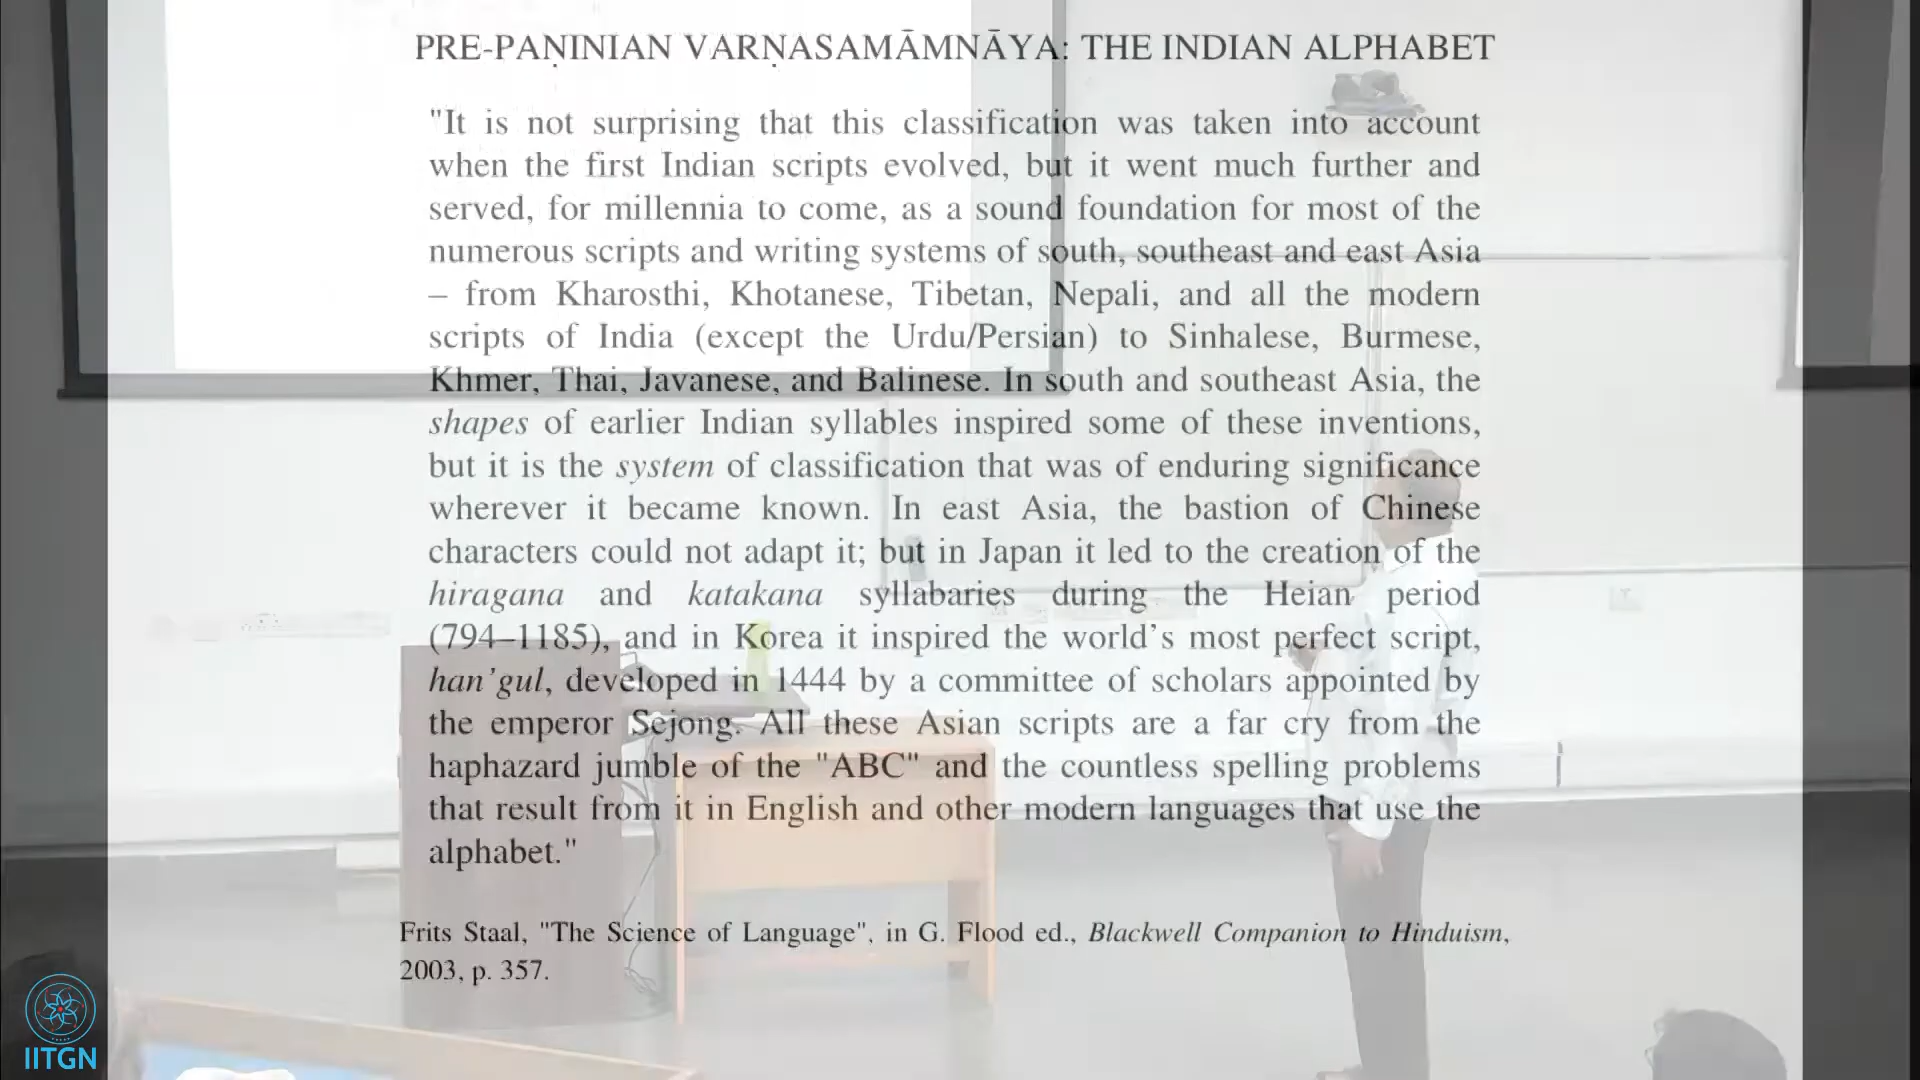 PRE-PAṆINIAN VARṆASAMĀMNĀYA: THE INDIAN ALPHABET
"It is not surprising that this classification was taken into account
when the first Indian scripts evolved, but it went much further and
served, for millennia to come, as a sound foundation for most of the
numerous scripts and writing systems of south, southeast and east Asia
– from Kharosthi, Khotanese, Tibetan, Nepali, and all the modern
scripts of India (except the Urdu/Persian) to Sinhalese, Burmese,
Khmer, Thai, Javanese, and Balinese. In south and southeast Asia, the
shapes of earlier Indian syllables inspired some of these inventions,
but it is the system of classification that was of enduring significance
wherever it became known. In east Asia, the bastion of Chinese
characters could not adapt it; but in Japan it led to the creation of the
hiragana and katakana syllabaries during the Heian period
(794–1185), and in Korea it inspired the world's most perfect script,
han'gul, developed in 1444 by a committee of scholars appointed by
the emperor Sejong. All these Asian scripts are a far cry from the
haphazard jumble of the "ABC" and the countless spelling problems
that result from it in English and other modern languages that use the
alphabet."
Frits Staal, "The Science of Language", in G. Flood ed., Blackwell Companion to Hinduism,
2003, p. 357.
IITGN